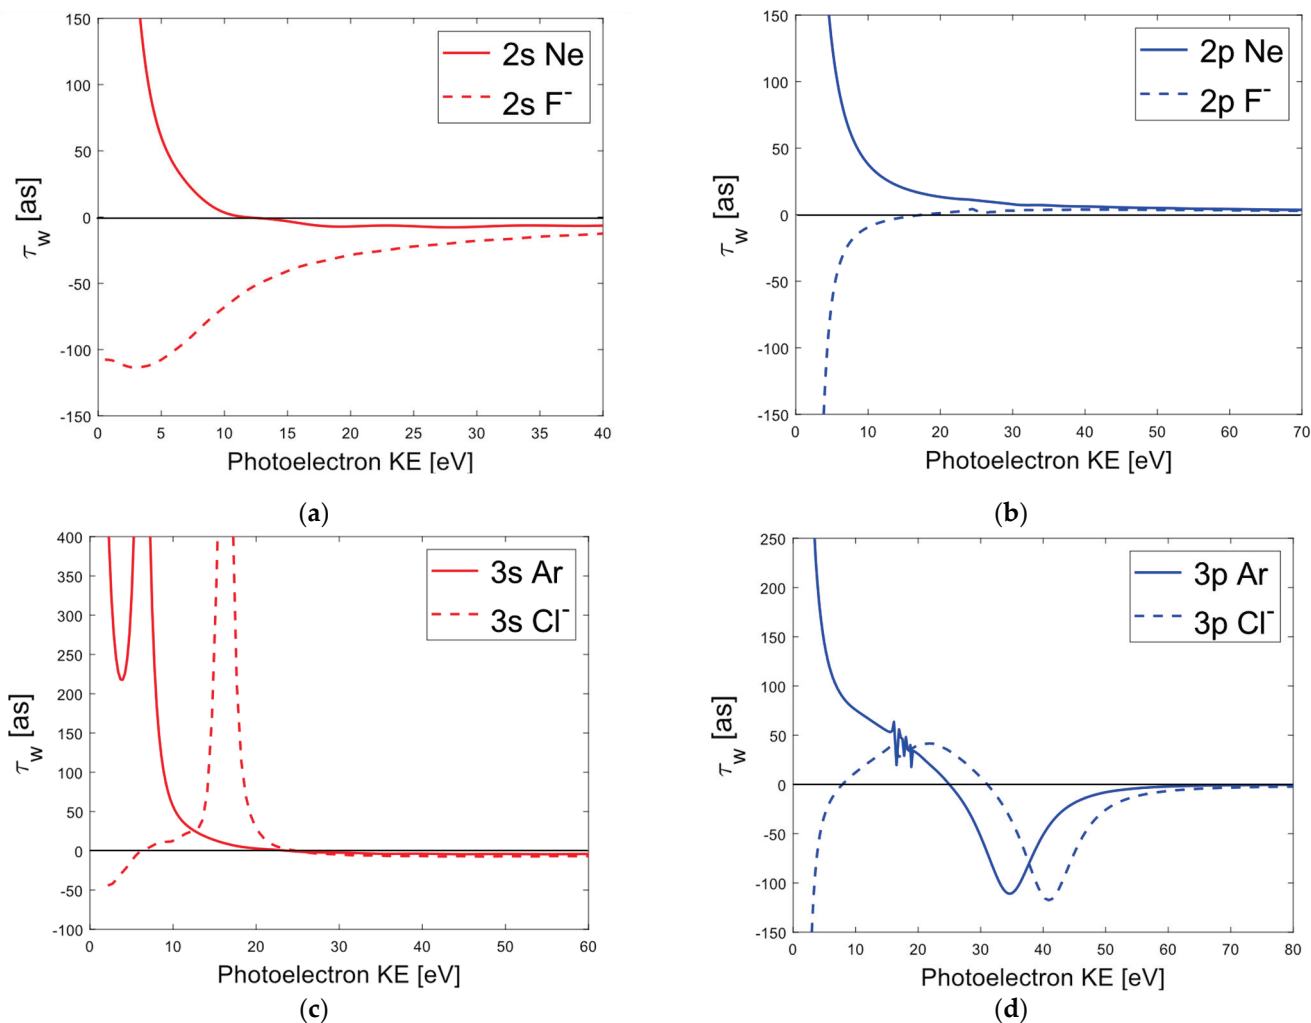 150
100
50
0
-50
-100
-150
τw [as]
0 5 10 15 20 25 30 35 40
Photoelectron KE [eV]
2s Ne
2s F-
(a)
150
100
50
0
-50
-100
-150
τw [as]
0 10 20 30 40 50 60 70
Photoelectron KE [eV]
2p Ne
2p F-
(b)
400
350
300
250
200
150
100
50
0
-50
-100
τw [as]
0 10 20 30 40 50 60
Photoelectron KE [eV]
3s Ar
3s Cl-
(c)
250
200
150
100
50
0
-50
-100
-150
τw [as]
0 10 20 30 40 50 60 70 80
Photoelectron KE [eV]
3p Ar
3p Cl-
(d)